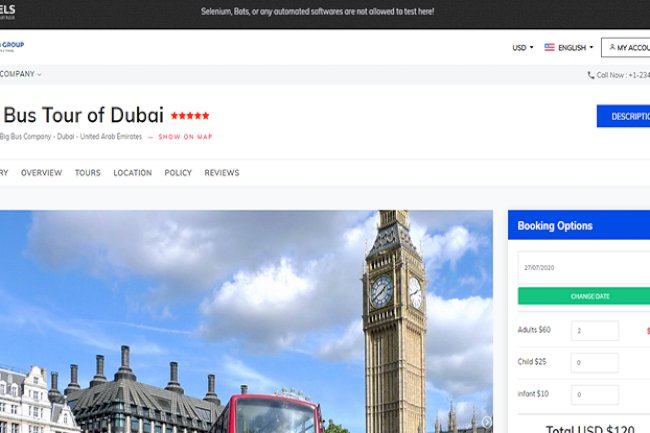 ELS
Selenium, Bots, or any automated softwares are not allowed to test here!
GROUP
USD
ENGLISH
MY ACCOU
COMPANY
Call Now : +1-234
Bus Tour of Dubai
DESCRIPTIO
Big Bus Company - Dubai - United Arab Emirates — SHOW ON MAP
RY OVERVIEW TOURS LOCATION POLICY REVIEWS
Booking Options
27/07/2020
CHANGE DATE
Adults $60 2
Child $25 0
infant $10 0
Total USD $120